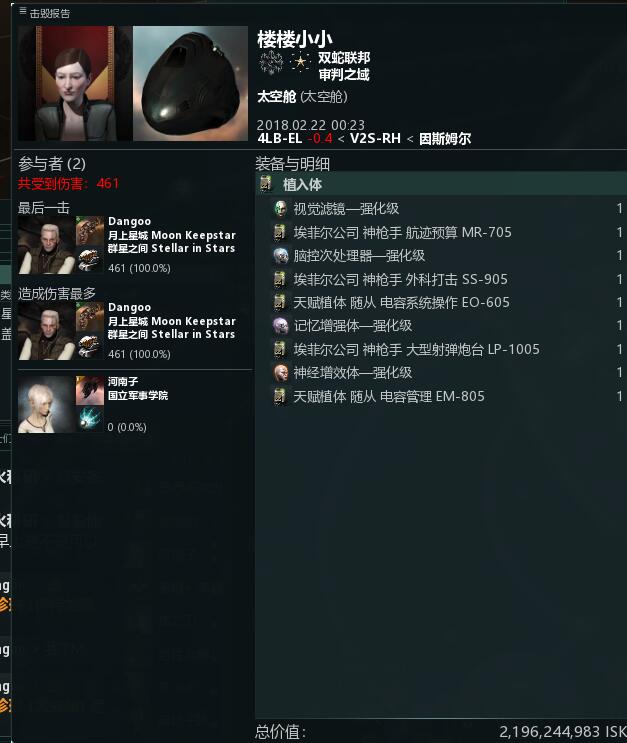 击毁报告
楼楼小小
双蛇联邦
审判之域
太空舱 (太空舱)
2018.02.22 00:23
4LB-EL -0.4 < V2S-RH < 因斯姆尔
参与者 (2)
共受到伤害: 461
最后一击
Dangoo
月上星城 Moon Keepstar
群星之间 Stellar in Stars
461 (100.0%)
造成伤害最多
Dangoo
月上星城 Moon Keepstar
群星之间 Stellar in Stars
461 (100.0%)
河南子
国立军事学院
0 (0.0%)
装备与明细
植入体
视觉滤镜—强化级 1
埃菲尔公司 神枪手 航迹预算 MR-705 1
脑控次处理器—强化级 1
埃菲尔公司 神枪手 外科打击 SS-905 1
天赋植体 随从 电容系统操作 EO-605 1
记忆增强体—强化级 1
埃菲尔公司 神枪手 大型射弹炮台 LP-1005 1
神经增效体—强化级 1
天赋植体 随从 电容管理 EM-805 1
总价值: 2,196,244,983 ISK